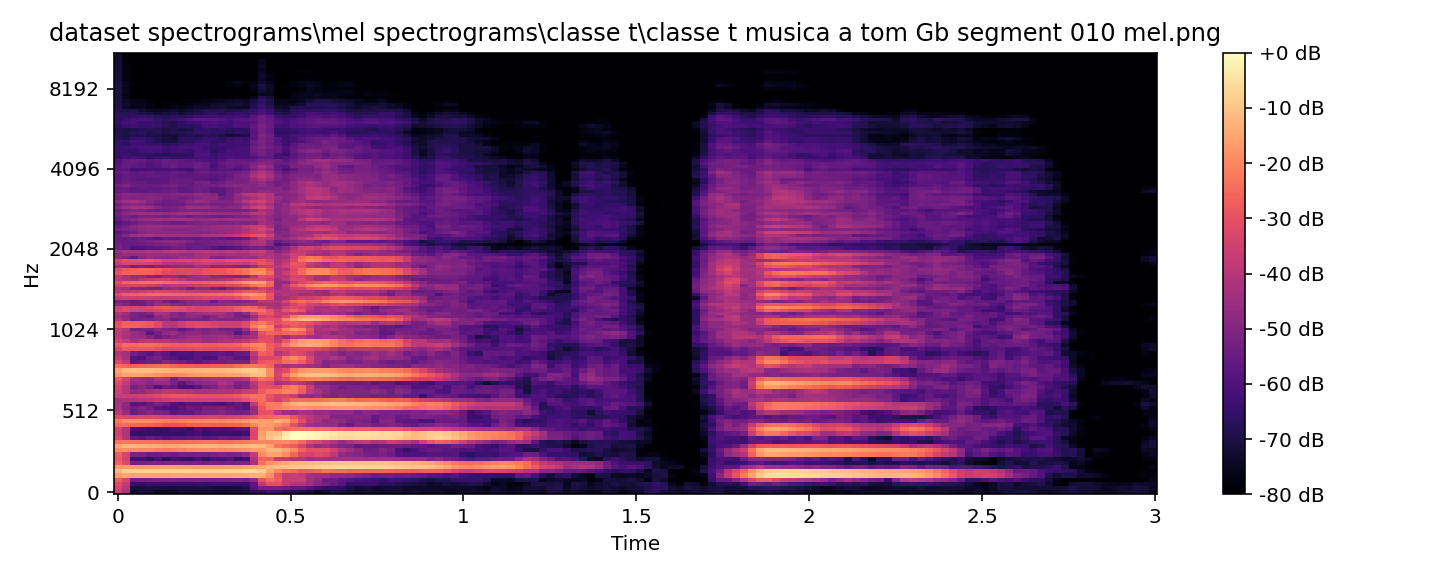 dataset spectrograms\mel spectrograms\classe t\classe t musica a tom Gb segment 010 mel.png
Hz
8192
4096
2048
1024
512
0
0
0.5
1
1.5
2
2.5
3
Time
+0 dB
-10 dB
-20 dB
-30 dB
-40 dB
-50 dB
-60 dB
-70 dB
-80 dB